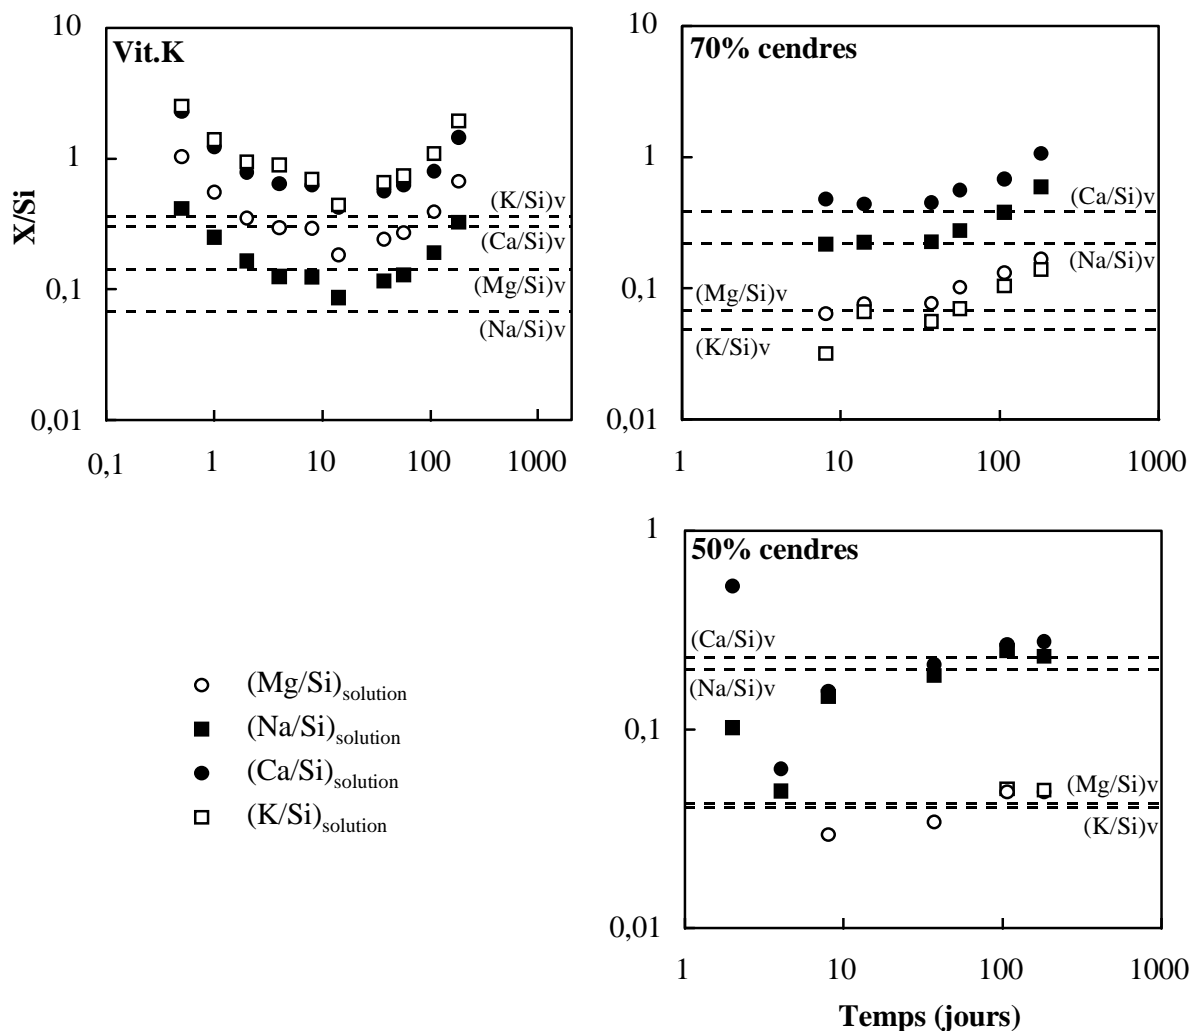 Vit.K
10
1
0,1
0,01
X/Si
(K/Si)v
(Ca/Si)v
(Mg/Si)v
(Na/Si)v
0,1 1 10 100 1000
70% cendres
10
1
0,1
0,01
(Ca/Si)v
(Na/Si)v
(Mg/Si)v
(K/Si)v
1 10 100 1000
50% cendres
1
0,1
0,01
(Ca/Si)v
(Na/Si)v
(Mg/Si)v
(K/Si)v
1 10 100 1000
Temps (jours)
(Mg/Si)solution
(Na/Si)solution
(Ca/Si)solution
(K/Si)solution